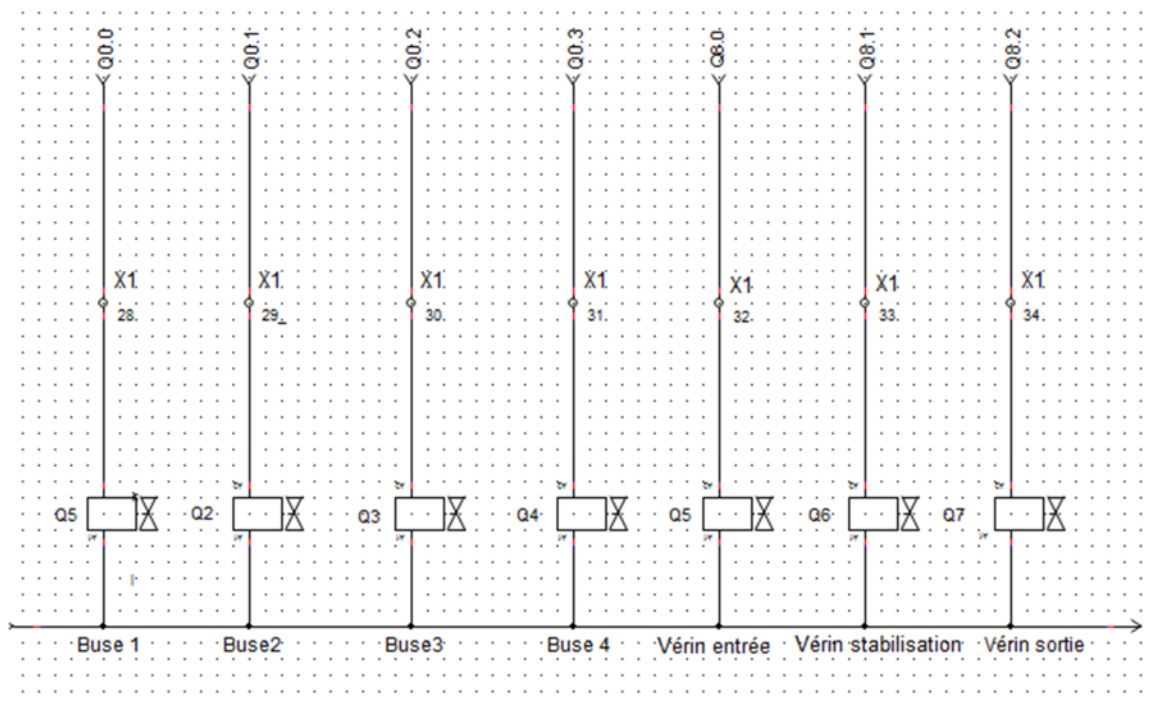 Q0.0 Q0.1 Q0.2 Q0.3 Q8.0 Q8.1 Q8.2
X1 X1 X1 X1 X1 X1 X1
28 29_ 30 31 32 33 34
Q5 Q2 Q3 Q4 Q5 Q6 Q7
Buse 1 Buse2 Buse3 Buse 4 Vérin entrée Vérin stabilisation Vérin sortie